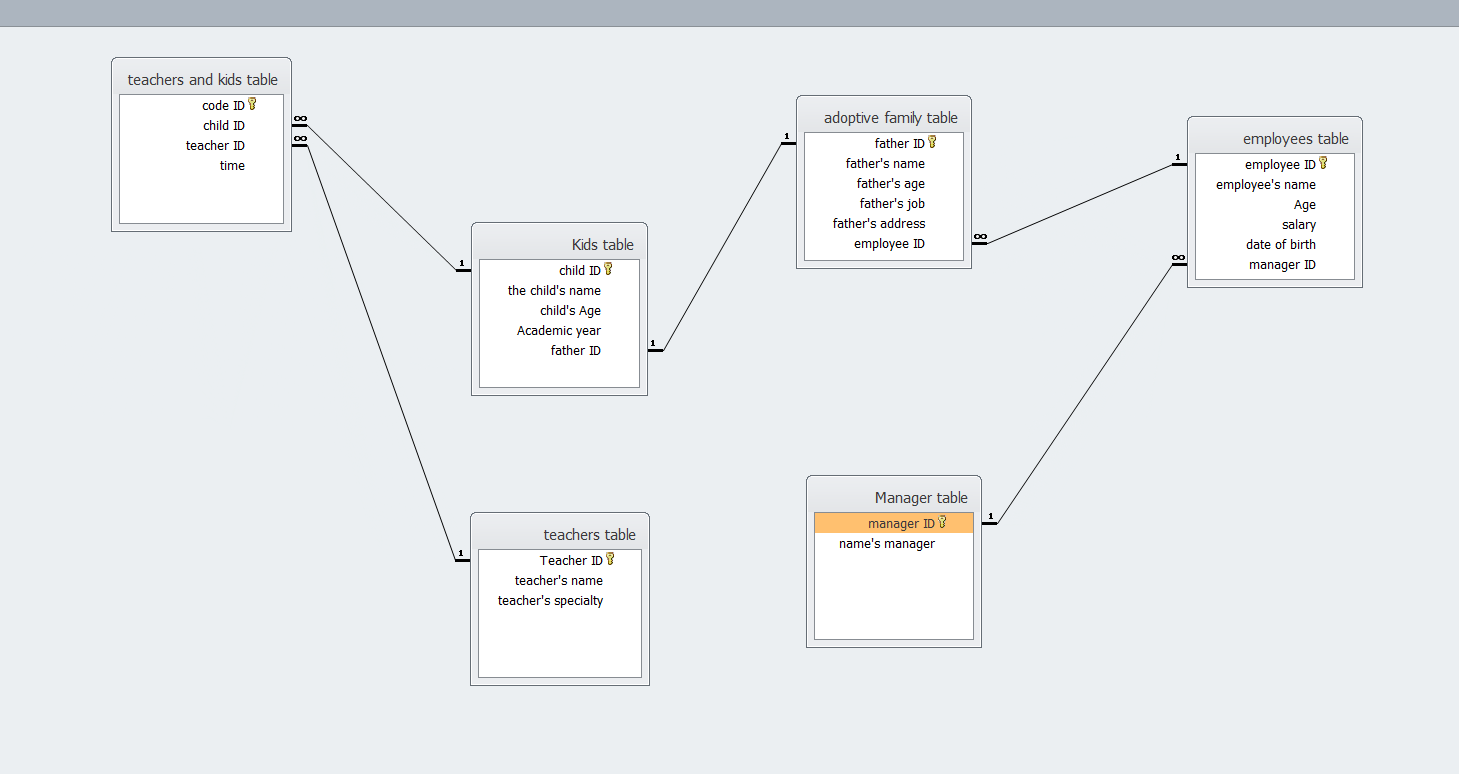 teachers and kids table
code ID
child ID
teacher ID
time
∞
∞
1
1
Kids table
child ID
the child's name
child's Age
Academic year
father ID
1
1
teachers table
Teacher ID
teacher's name
teacher's specialty
adoptive family table
father ID
father's name
father's age
father's job
father's address
employee ID
∞
1
employees table
employee ID
employee's name
Age
salary
date of birth
manager ID
∞
1
Manager table
manager ID
name's manager